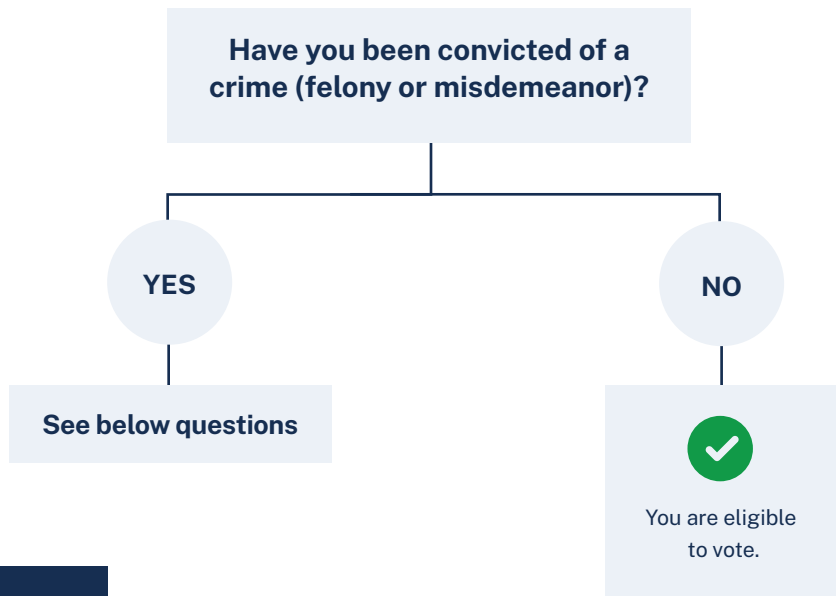 Have you been convicted of a
crime (felony or misdemeanor)?
YES
NO
See below questions
You are eligible
to vote.